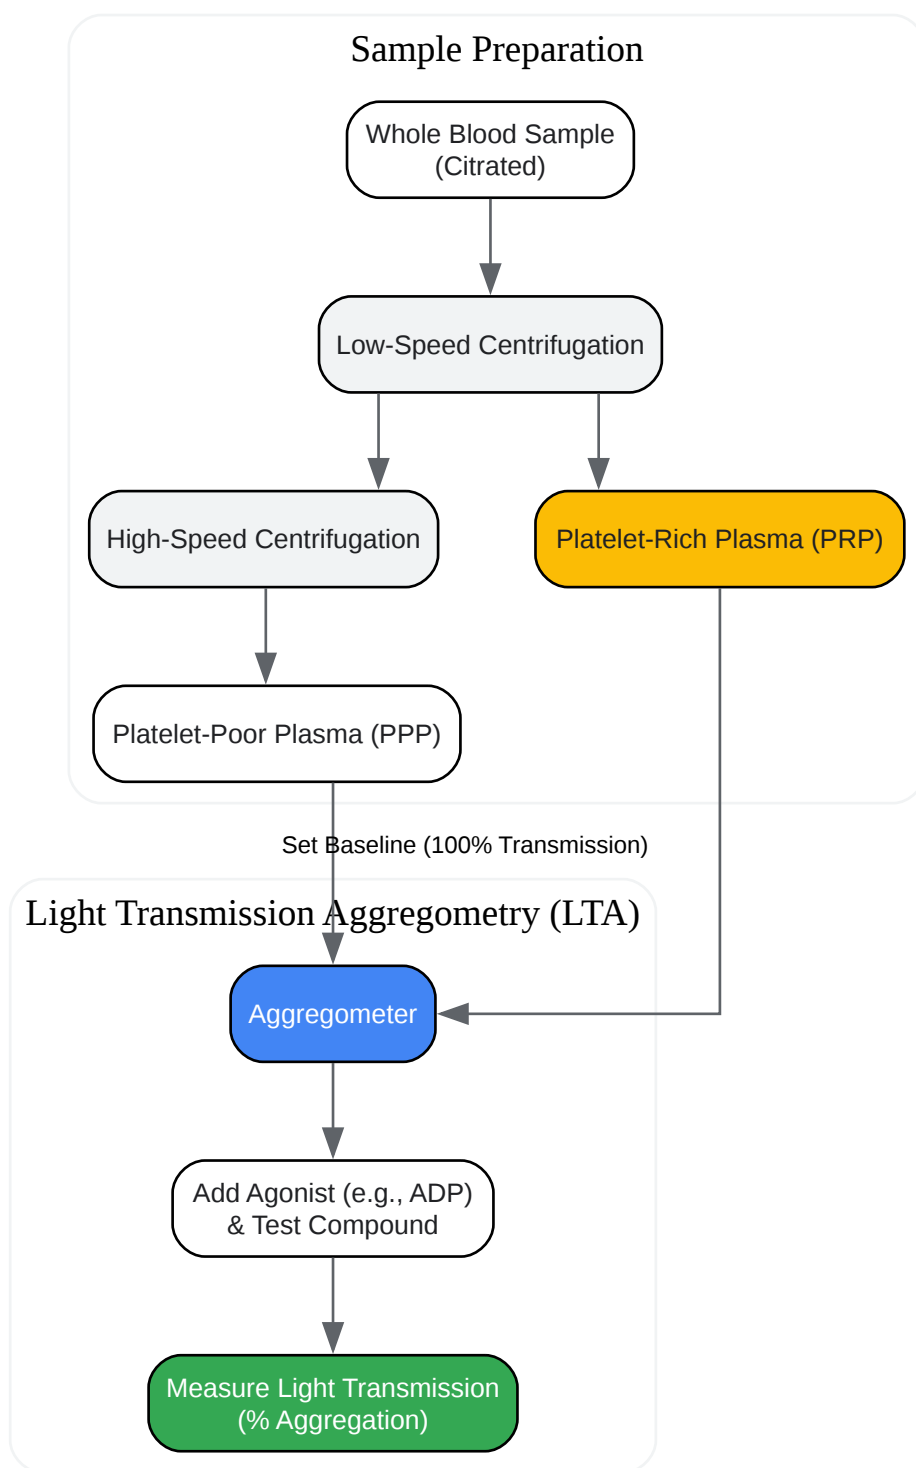 Sample Preparation
Whole Blood Sample
(Citrated)
Low-Speed Centrifugation
High-Speed Centrifugation
Platelet-Rich Plasma (PRP)
Platelet-Poor Plasma (PPP)
Set Baseline (100% Transmission)
Light Transmission Aggregometry (LTA)
Aggregometer
Add Agonist (e.g., ADP)
& Test Compound
Measure Light Transmission
(% Aggregation)